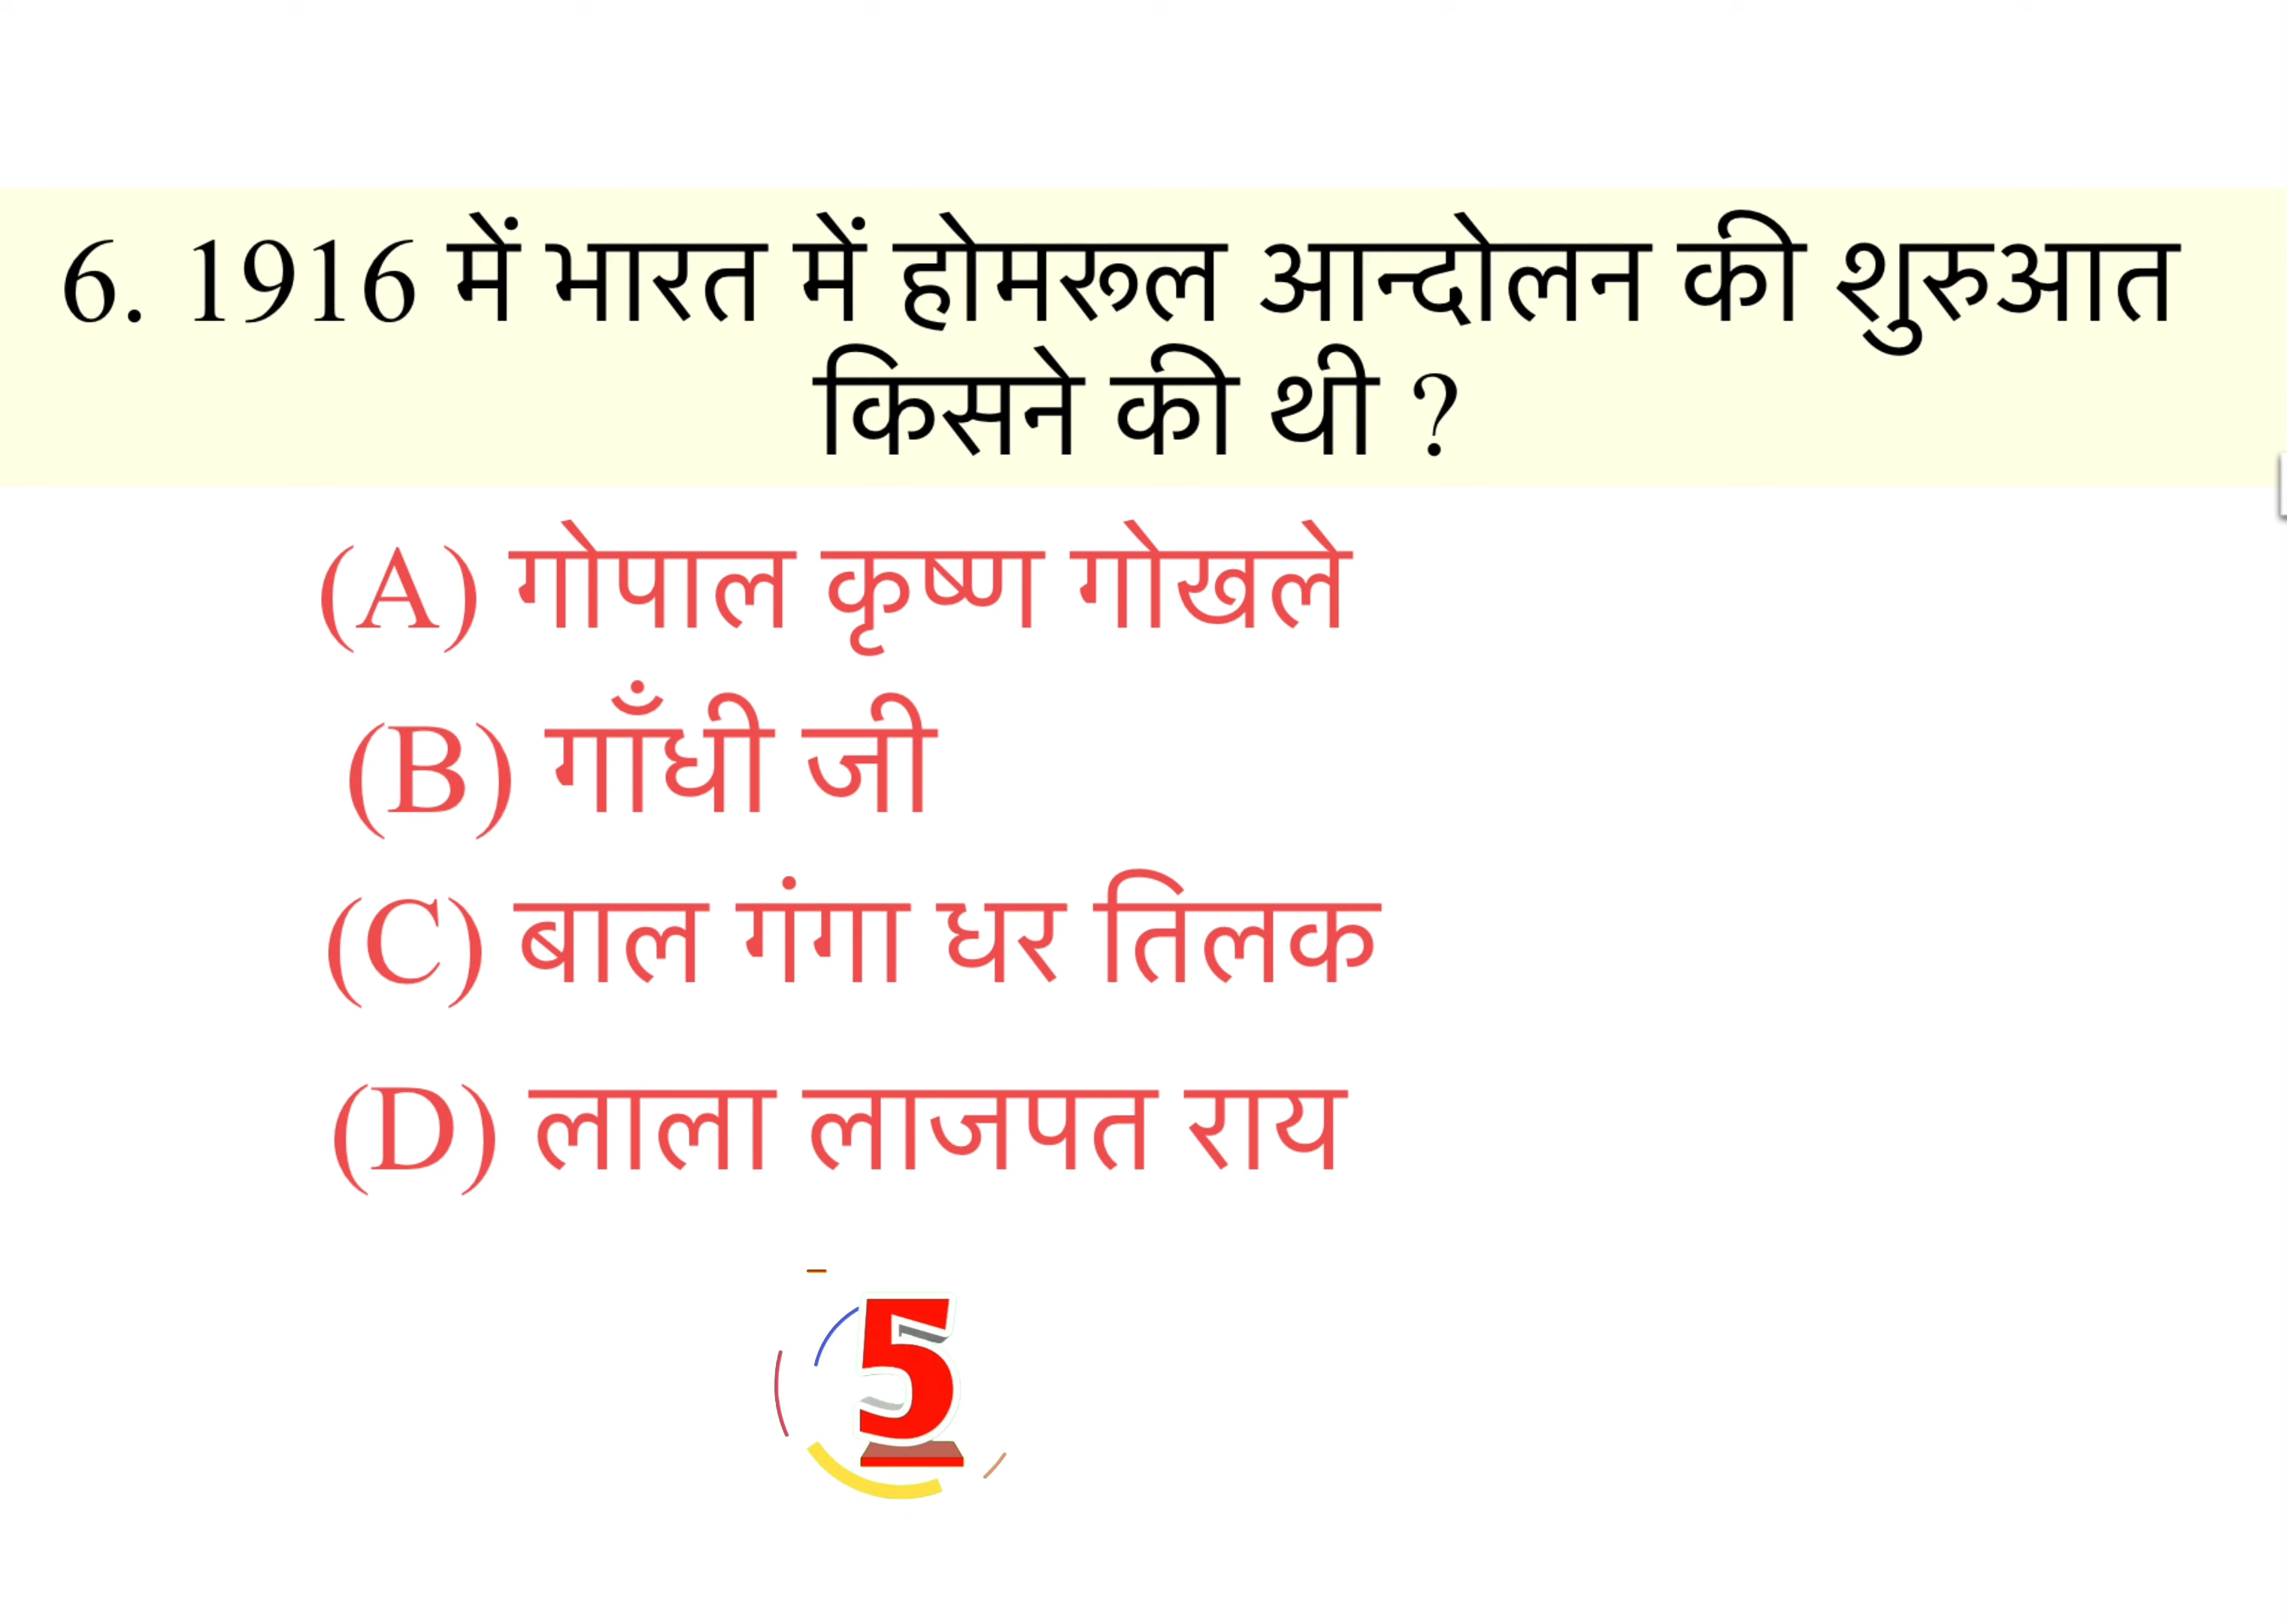 6. 1916 में भारत में होमरूल आन्दोलन की शुरुआत
किसने की थी ?
(A) गोपाल कृष्ण गोखले
(B) गाँधी जी
(C) बाल गंगा धर तिलक
(D) लाला लाजपत राय
5